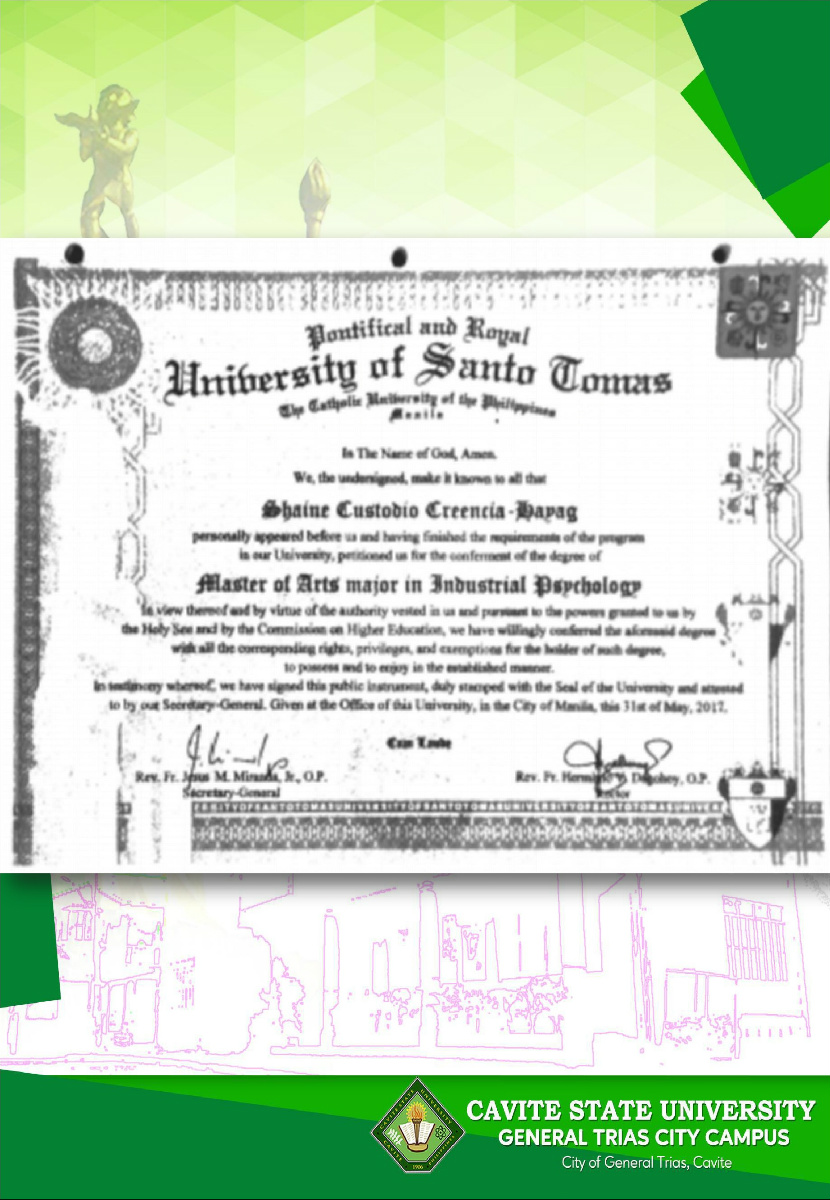 Pontifical and Royal
University of Santo Tomas
The Catholic University of the Philippines
Manila
In The Name of God, Amen.
We, the undersigned, make it known to all that
Shaine Custodio Creencia-Hayag
personally appeared before us and having finished the requirements of the program
in our University, petitioned us for the conferment of the degree of
Master of Arts major in Industrial Psychology
In view thereof and by virtue of the authority vested in us and pursuant to the powers granted to us by
the Holy See and by the Commission on Higher Education, we have willingly conferred the aforesaid degree
with all the corresponding rights, privileges, and exemptions for the holder of such degree,
to possess and to enjoy in the established manner.
In testimony whereof, we have signed this public instrument, duly stamped with the Seal of the University and attested
to by our Secretary-General. Given at the Office of this University, in the City of Manila, this 31st of May, 2017.
Cum Laude
Rev. Fr. Jesus M. Miranda, Jr., O.P.
Secretary-General
Rev. Fr. O.P.
Rector
CAVITE STATE UNIVERSITY
GENERAL TRIAS CITY CAMPUS
City of General Trias, Cavite
1906